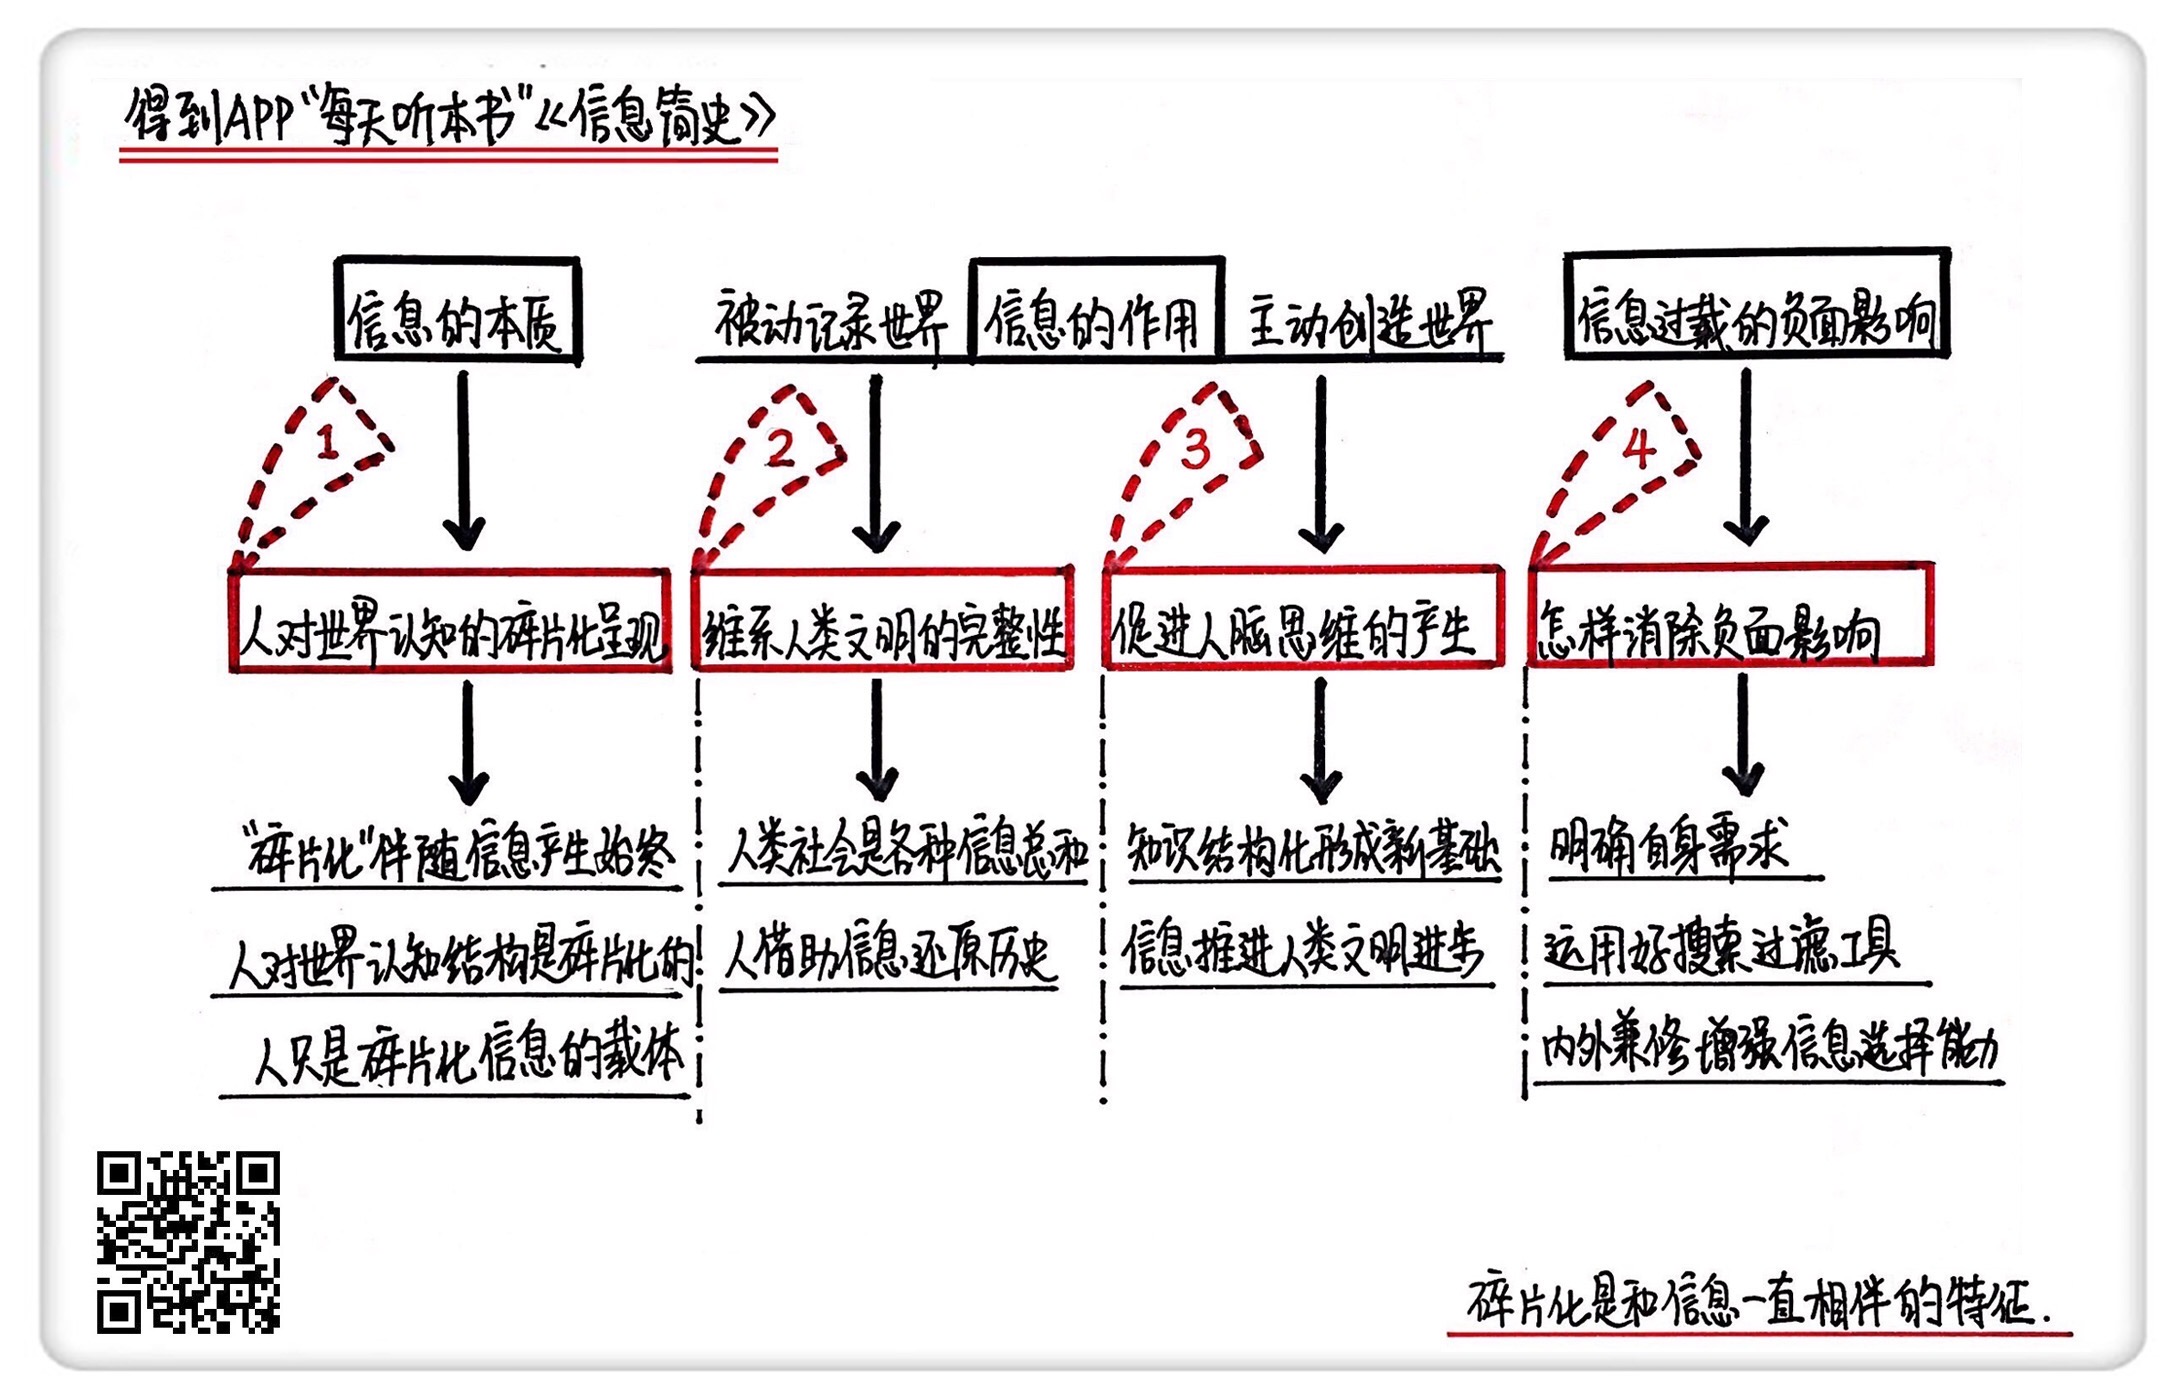 得到APP“每天听本书”《信息简史》
信息的本质
被动记录世界
信息的作用
主动创造世界
信息过载的负面影响
1
2
3
4
人对世界认知的碎片化呈现
维系人类文明的完整性
促进人脑思维的产生
怎样消除负面影响
“碎片化”伴随信息产生始终
人对世界认知结构是碎片化的
人只是碎片化信息的载体
人类社会是各种信息总和
人借助信息还原历史
知识结构化形成新基础
信息推进人类文明进步
明确自身需求
运用好搜索过滤工具
内外兼修增强信息选择能力
碎片化是和信息一直相伴的特征.